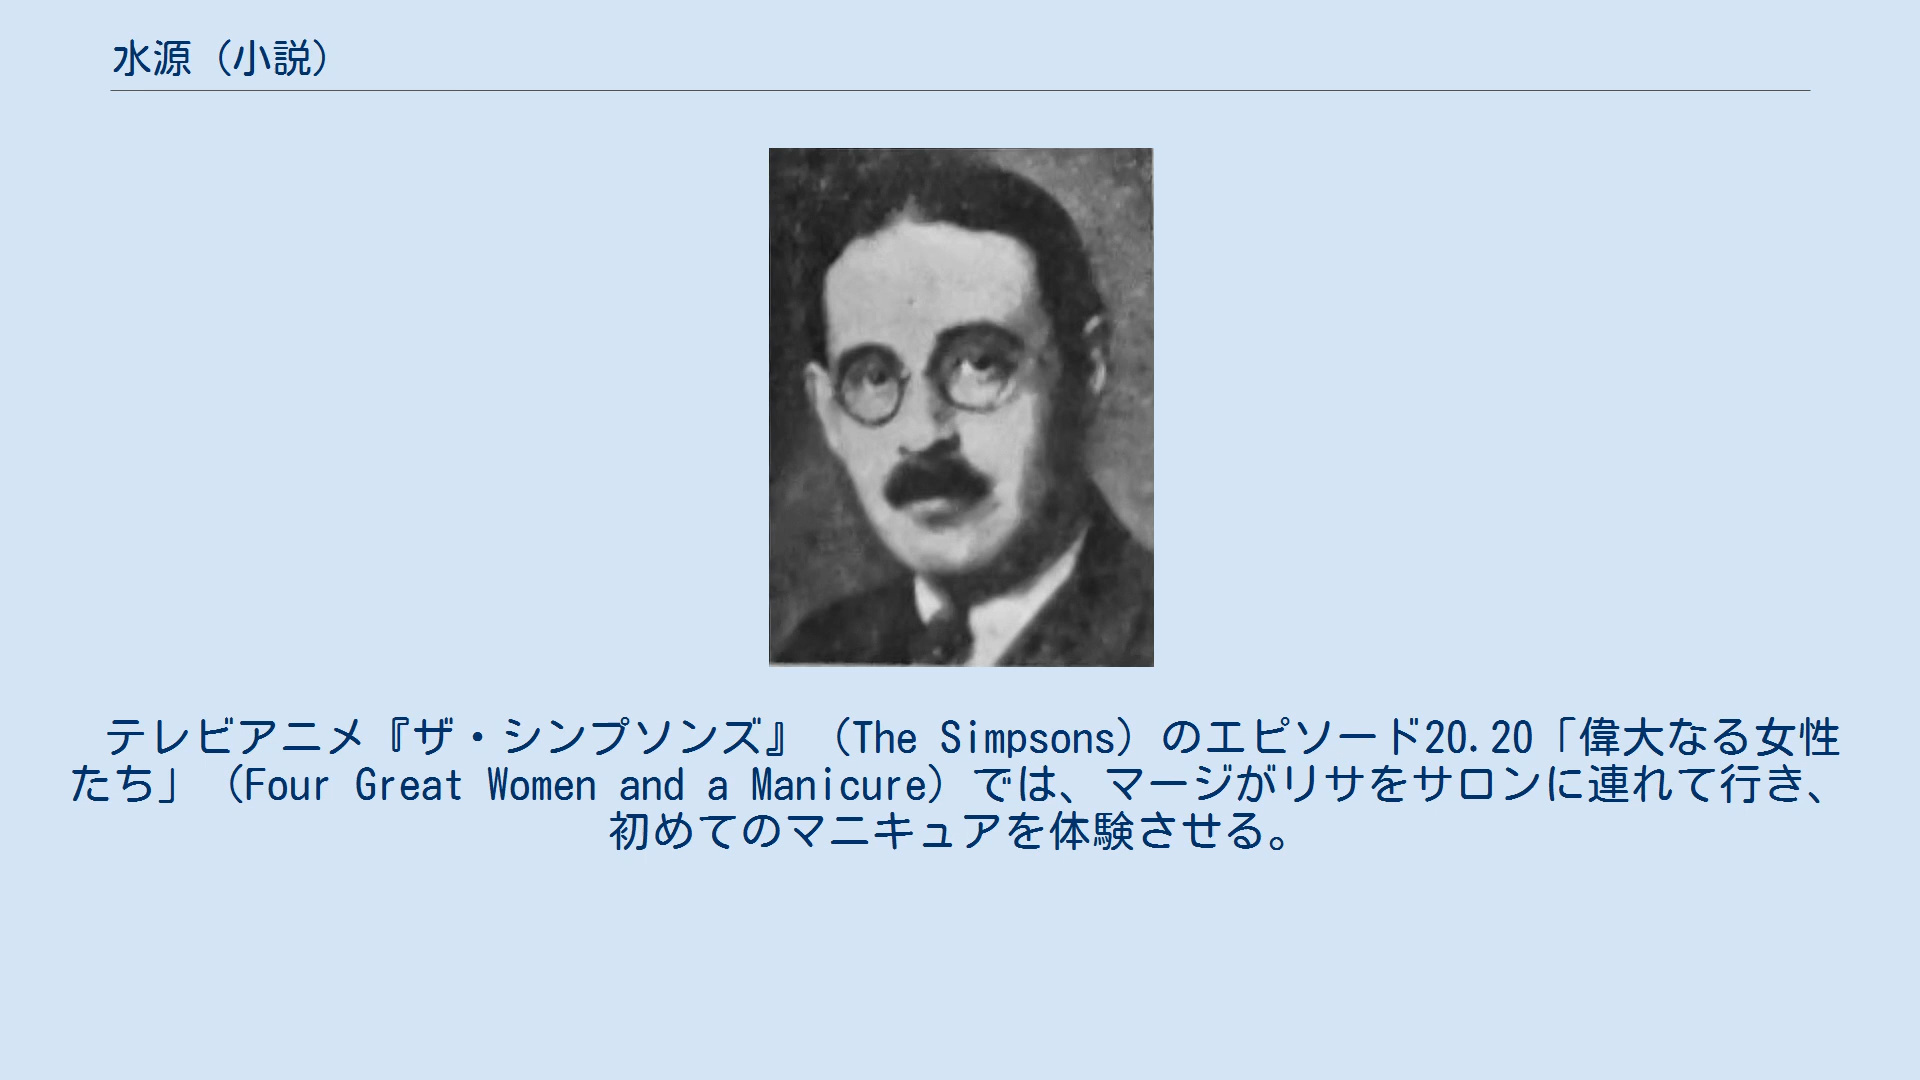 水源（小説）
テレビアニメ『ザ・シンプソンズ』（The Simpsons）のエピソード20.20「偉大なる女性
たち」（Four Great Women and a Manicure）では、マージがリサをサロンに連れて行き、
初めてのマニキュアを体験させる。